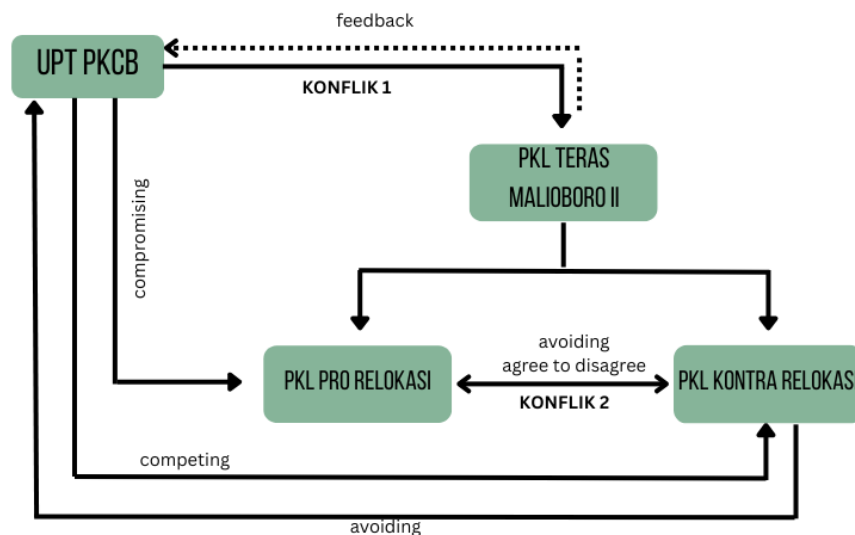 feedback
UPT PKCB
KONFLIK 1
PKL TERAS
MALIOBORO II
compromising
avoiding
agree to disagree
PKL PRO RELOKASI
PKL KONTRA RELOKAS
KONFLIK 2
competing
avoiding